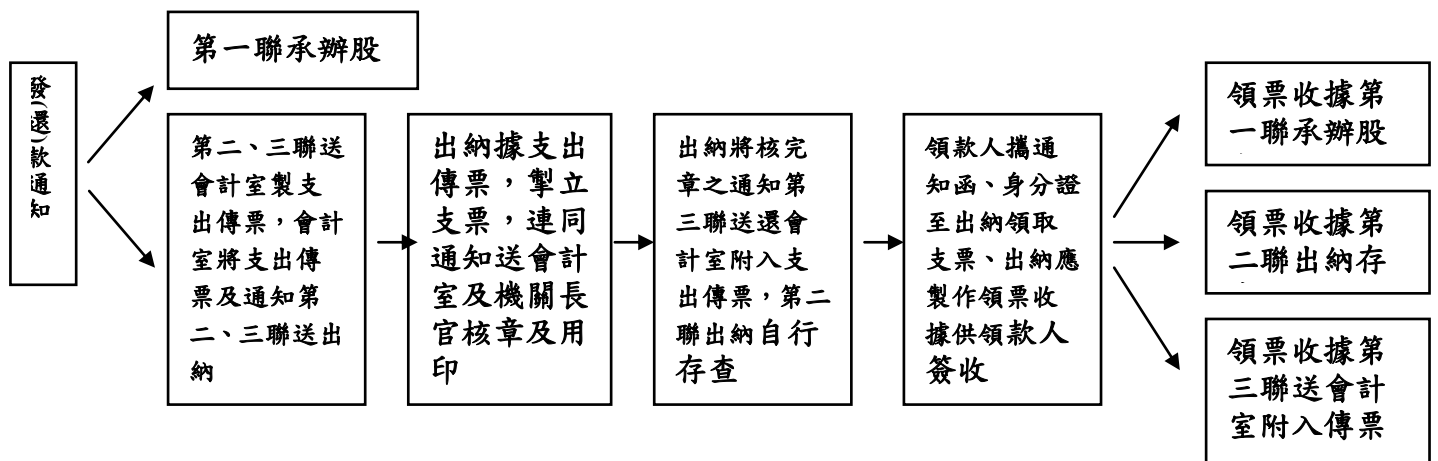 發(還)款通知
第一聯承辦股
第二、三聯送
會計室製支
出傳票，會計
室將支出傳
票及通知第
二、三聯送出
納
出納據支出
傳票，掣立
支票，連同
通知送會計
室及機關長
官核章及用
印
出納將核完
章之通知第
三聯送還會
計室附入支
出傳票，第二
聯出納自行
存查
領款人攜通
知函、身分證
至出納領取
支票、出納應
製作領票收
據供領款人
簽收
領票收據第
一聯承辦股
領票收據第
二聯出納存
領票收據第
三聯送會計
室附入傳票